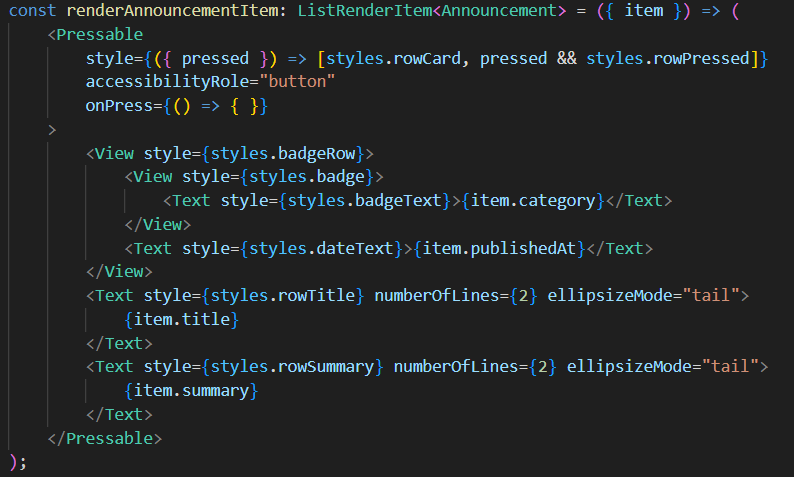 const renderAnnouncementItem: ListRenderItem<Announcement> = ({ item }) => (
    <Pressable
        style={({ pressed }) => [styles.rowCard, pressed && styles.rowPressed]}
        accessibilityRole="button"
        onPress={() => { }}
    >
        <View style={styles.badgeRow}>
            <View style={styles.badge}>
                <Text style={styles.badgeText}>{item.category}</Text>
            </View>
            <Text style={styles.dateText}>{item.publishedAt}</Text>
        </View>
        <Text style={styles.rowTitle} numberOfLines={2} ellipsizeMode="tail">
            {item.title}
        </Text>
        <Text style={styles.rowSummary} numberOfLines={2} ellipsizeMode="tail">
            {item.summary}
        </Text>
    </Pressable>
);